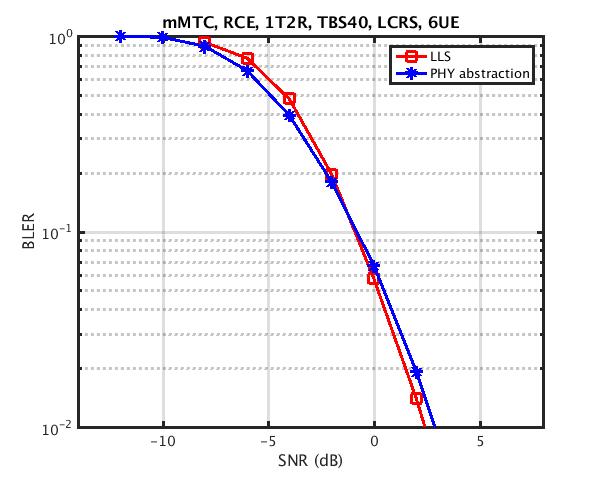 mMTC, RCE, 1T2R, TBS40, LCRS, 6UE
LLS
PHY abstraction
10^0
10^-1
10^-2
BLER
-10
-5
0
5
SNR (dB)